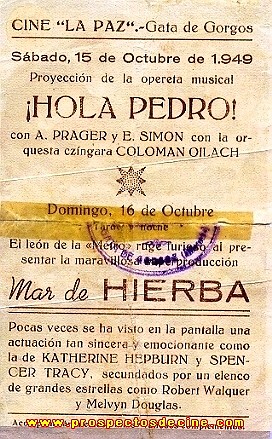 CINE "LA PAZ".-Gata de Gorgos
Sábado, 15 de Octubre de 1.949
Proyección de la opereta musical
¡HOLA PEDRO!
con A. PRAGER y E. SIMON con la or-
questa czíngara COLOMAN OILACH
Domingo, 16 de Octubre
Tarde y noche
El león de la «Metro» ruge furioso al pre-
sentar la maravillosa superproducción
Mar de HIERBA
Pocas veces se ha visto en la pantalla una
actuación tan sincera y emocionante como
la de KATHERINE HEPBURN y SPEN-
CER TRACY, secundados por un elenco
de grandes estrellas como Robert Walquer
y Melvyn Douglas.
www.prospectosdecine.com